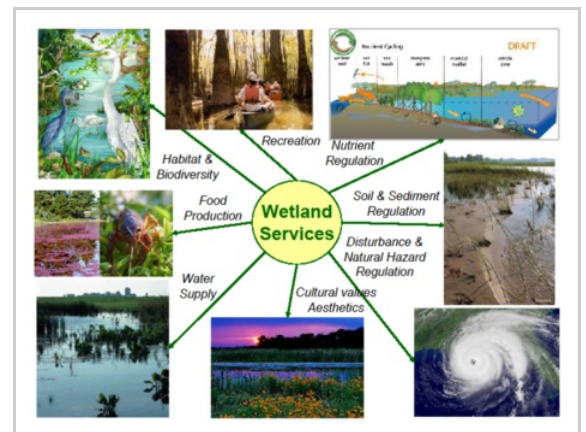 Nutrient Cycling
DRAFT
Recreation
Nutrient
Regulation
Habitat &
Biodiversity
Food
Production
Wetland
Services
Soil & Sediment
Regulation
Disturbance &
Natural Hazard
Regulation
Water
Supply
Cultural values
Aesthetics